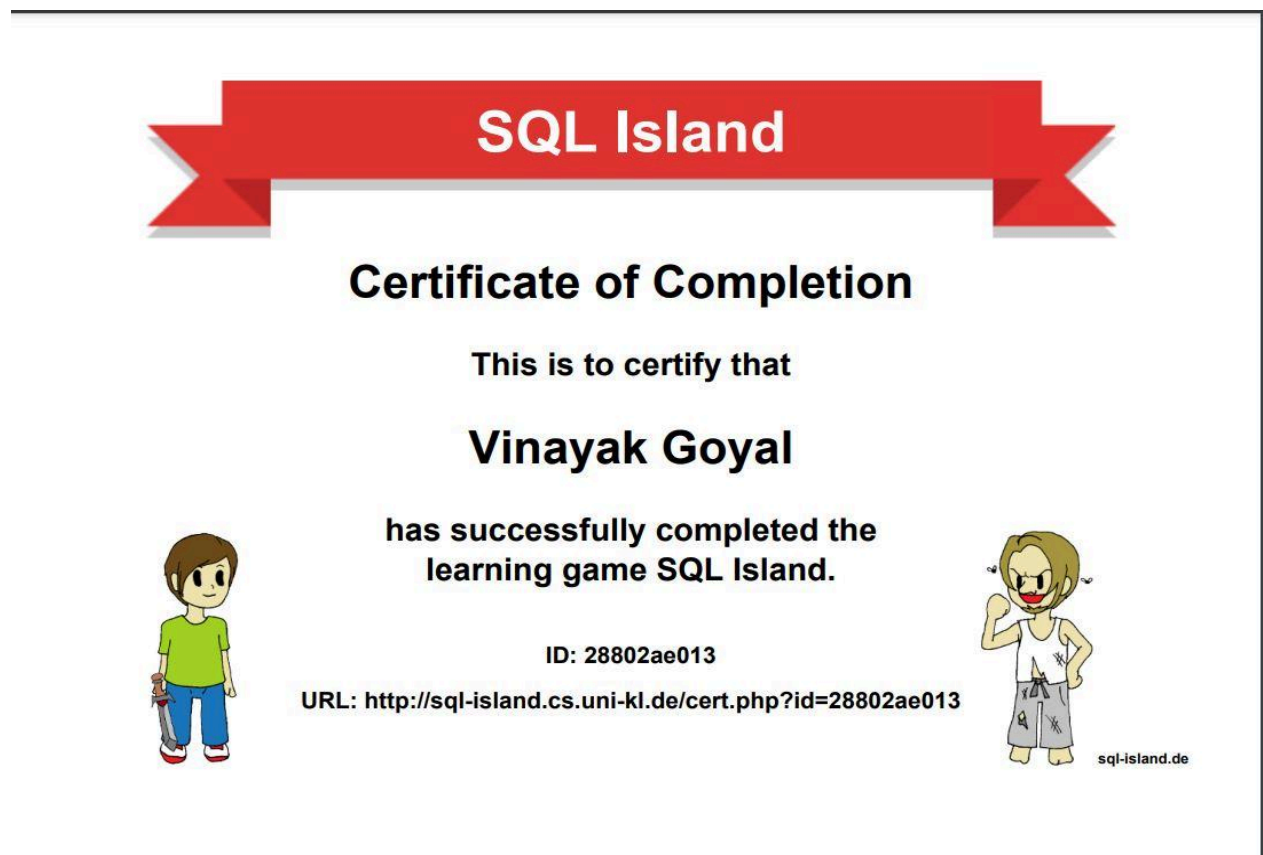 SQL Island
Certificate of Completion
This is to certify that
Vinayak Goyal
has successfully completed the
learning game SQL Island.
ID: 28802ae013
URL: http://sql-island.cs.uni-kl.de/cert.php?id=28802ae013
sql-island.de